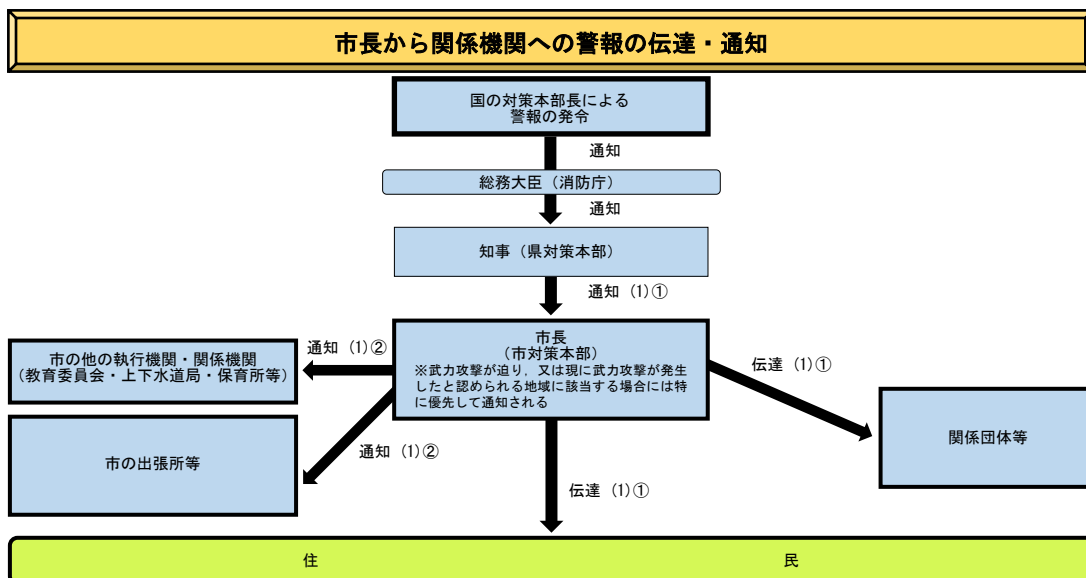 市長から関係機関への警報の伝達・通知
国の対策本部長による
警報の発令
通知
総務大臣（消防庁）
通知
知事（県対策本部）
通知 (1)①
市長
（市対策本部）
※武力攻撃が迫り，又は現に武力攻撃が発生
したと認められる地域に該当する場合には特
に優先して通知される
通知 (1)②
市の他の執行機関・関係機関
（教育委員会・上下水道局・保育所等）
伝達 (1)①
関係団体等
通知 (1)②
市の出張所等
伝達 (1)①
住 民